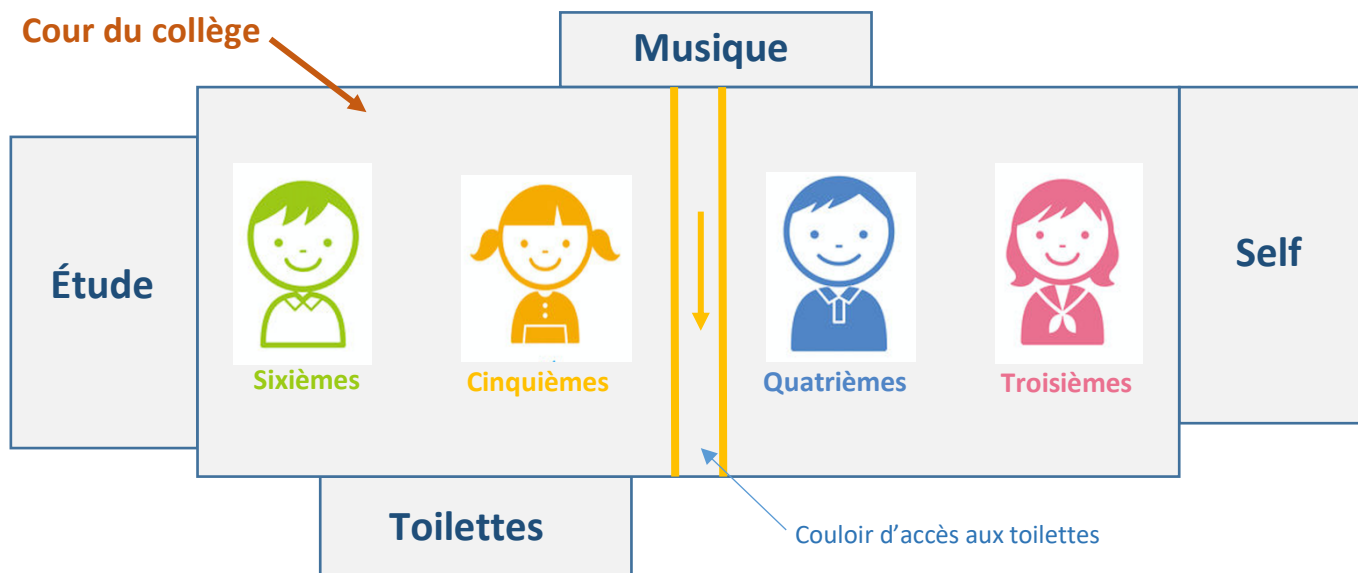 Cour du collège
Musique
Étude
Self
Sixièmes
Cinquièmes
Quatrièmes
Troisièmes
Toilettes
Couloir d’accès aux toilettes